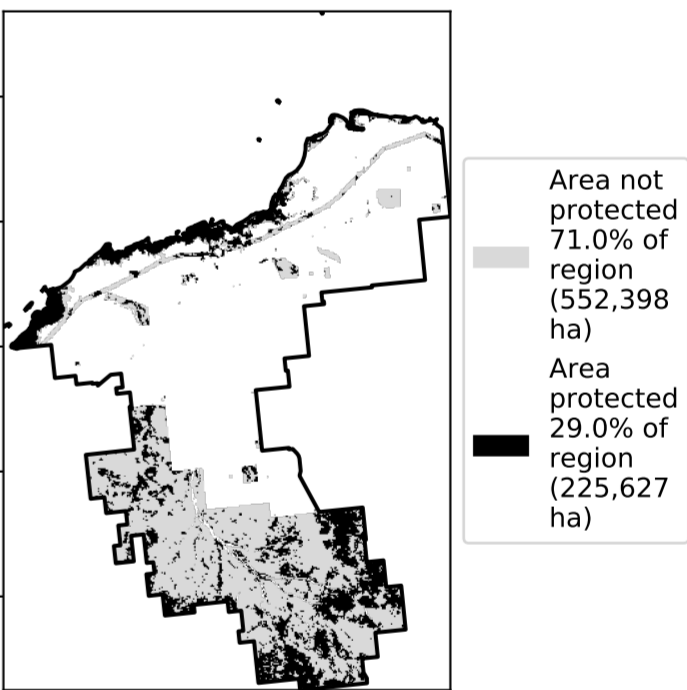 Area not
protected
71.0% of
region
(552,398
ha)
Area
protected
29.0% of
region
(225,627
ha)